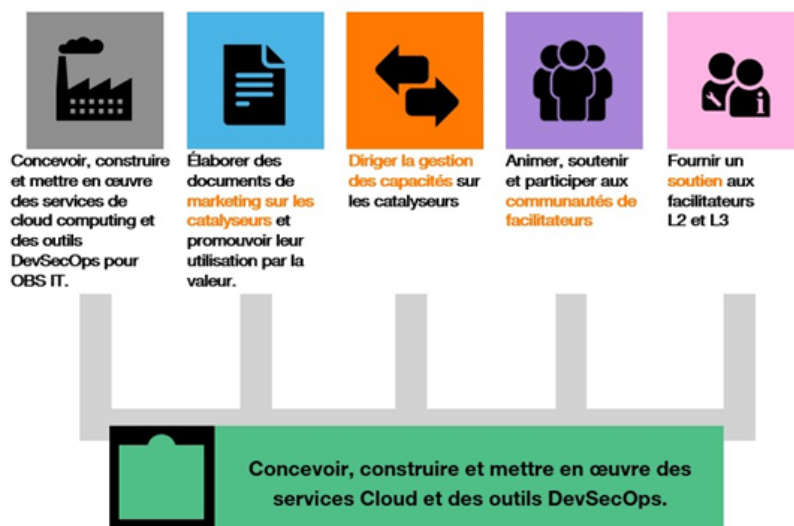 Concevoir, construire
et mettre en œuvre
des services de
cloud computing et
des outils
DevSecOps pour
OBS IT.
Élaborer des
documents de
marketing sur les
catalyseurs et
promouvoir leur
utilisation par la
valeur.
Diriger la gestion
des capacités sur
les catalyseurs
Animer, soutenir
et participer aux
communautés de
facilitateurs
Fournir un
soutien aux
facilitateurs
L2 et L3
Concevoir, construire et mettre en œuvre des
services Cloud et des outils DevSecOps.